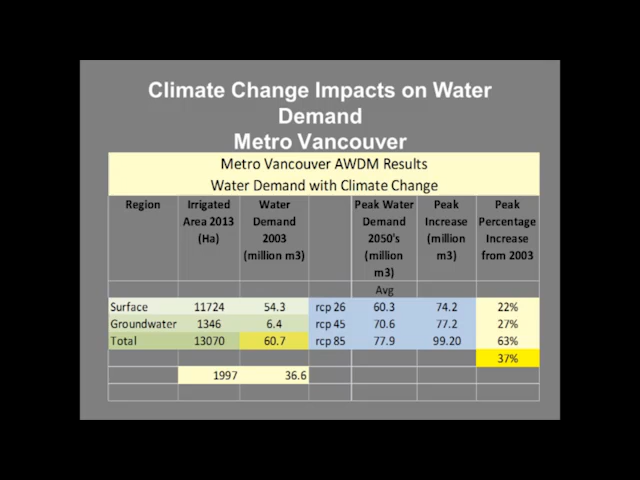 Climate Change Impacts on Water
Demand
Metro Vancouver
Metro Vancouver AWDM Results
Water Demand with Climate Change
Region Irrigated Water Peak Water Peak Peak
Area 2013 Demand Demand Increase Percentage
(Ha) 2003 2050's (million Increase
(million m3) (million m3) from 2003
m3)
Avg
Surface 11724 54.3 rcp 26 60.3 74.2 22%
Groundwater 1346 6.4 rcp 45 70.6 77.2 27%
Total 13070 60.7 rcp 85 77.9 99.20 63%
37%
1997 36.6